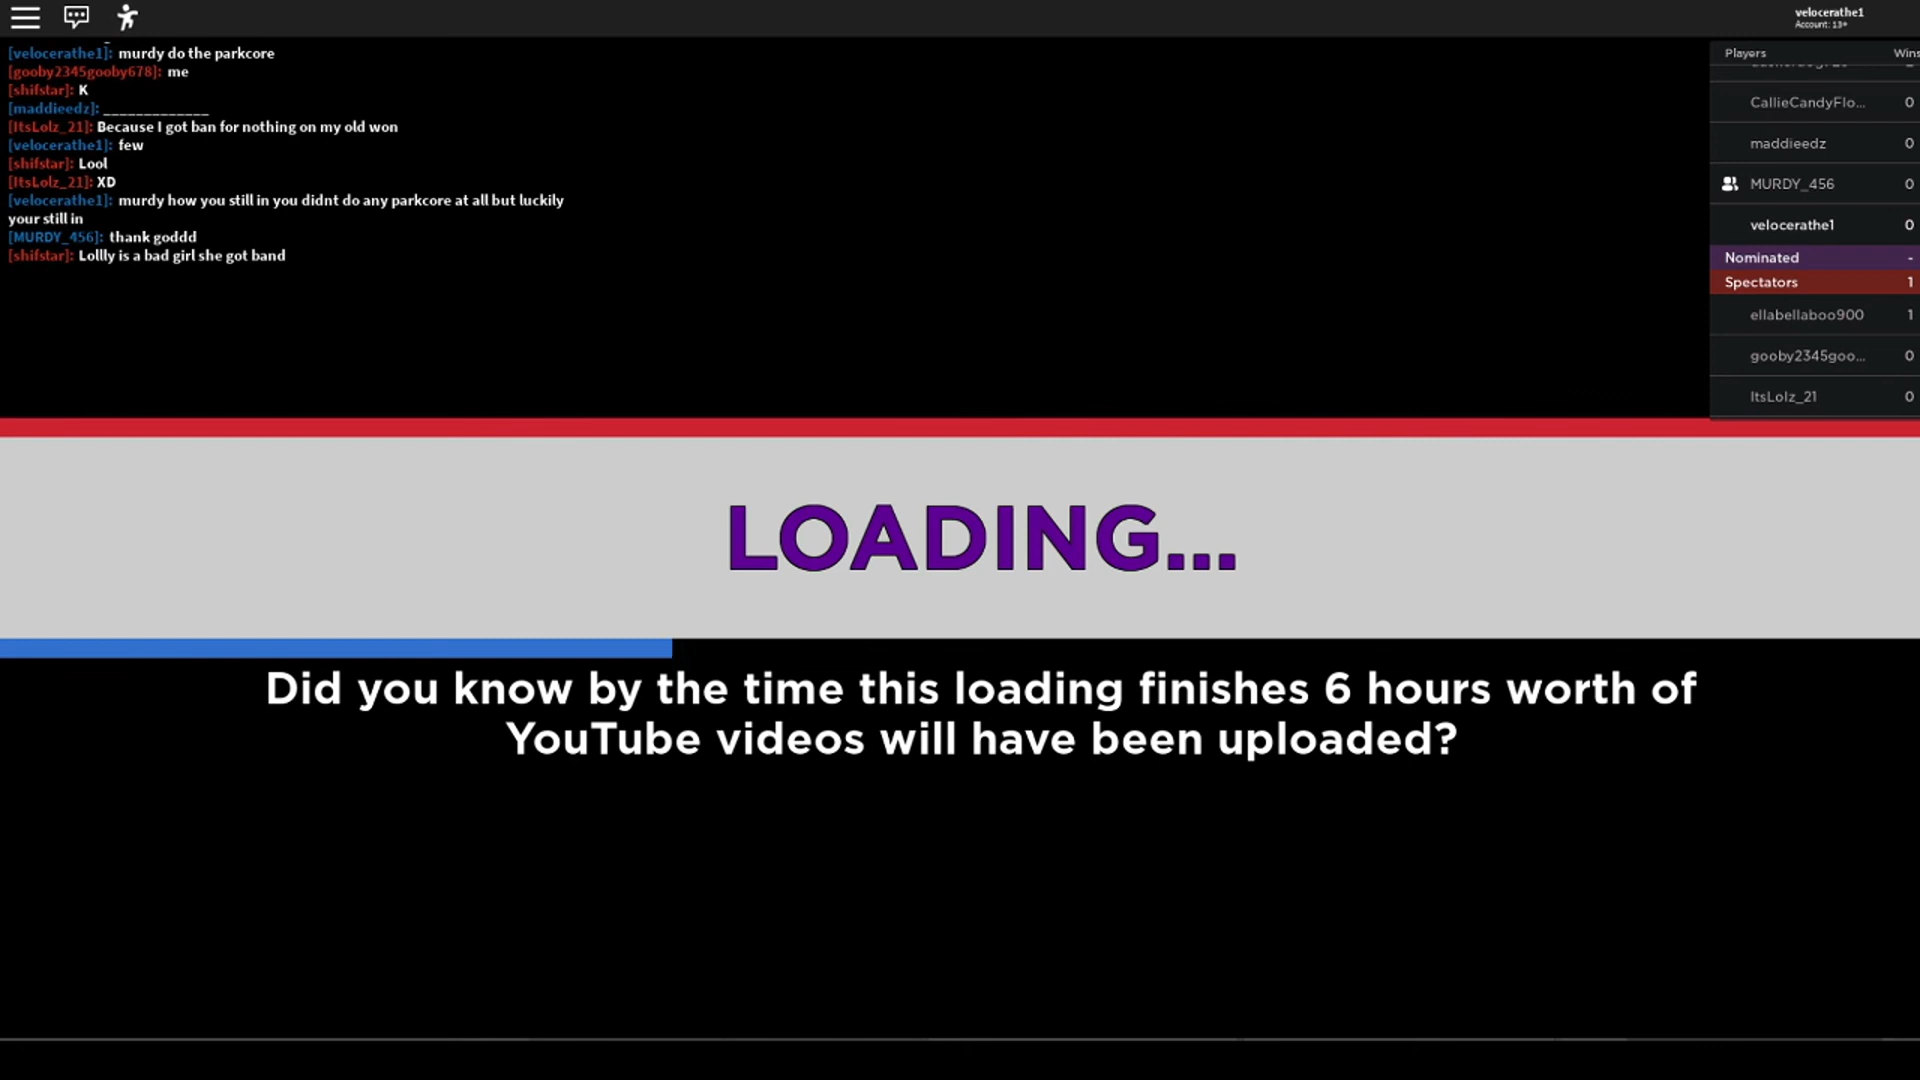 velocerathe1
Account: 13+
[velocerathe1]: murdy do the parkcore
[gooby2345gooby678]: me
[shifstar]: K
[maddieedz]: _____________
[ItsLolz_21]: Because I got ban for nothing on my old won
[velocerathe1]: few
[shifstar]: Lool
[ItsLolz_21]: XD
[velocerathe1]: murdy how you still in you didnt do any parkcore at all but luckily
your still in
[MURDY_456]: thank goddd
[shifstar]: Lollly is a bad girl she got band
Players Wins
CallieCandyFlo... 0
maddieedz 0
MURDY_456 0
velocerathe1 0
Nominated -
Spectators 1
ellabellaboo900 1
gooby2345goo... 0
ItsLolz_21 0
LOADING...
Did you know by the time this loading finishes 6 hours worth of
YouTube videos will have been uploaded?